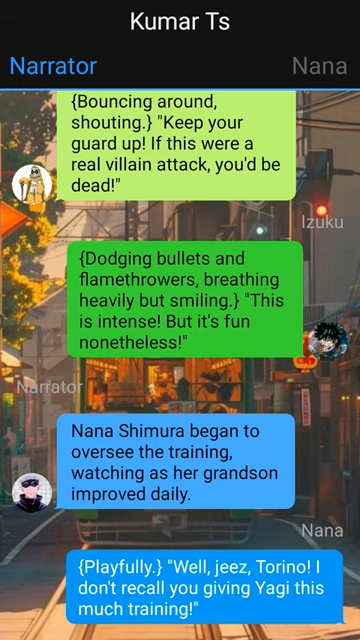 Kumar Ts
Narrator
Nana
{Bouncing around,
shouting.} "Keep your
guard up! If this were a
real villain attack, you'd be
dead!"
Izuku
{Dodging bullets and
flamethrowers, breathing
heavily but smiling.} "This
is intense! But it's fun
nonetheless!"
Narrator
Nana Shimura began to
oversee the training,
watching as her grandson
improved daily.
Nana
{Playfully.} "Well, jeez, Torino! I
don't recall you giving Yagi this
much training!"